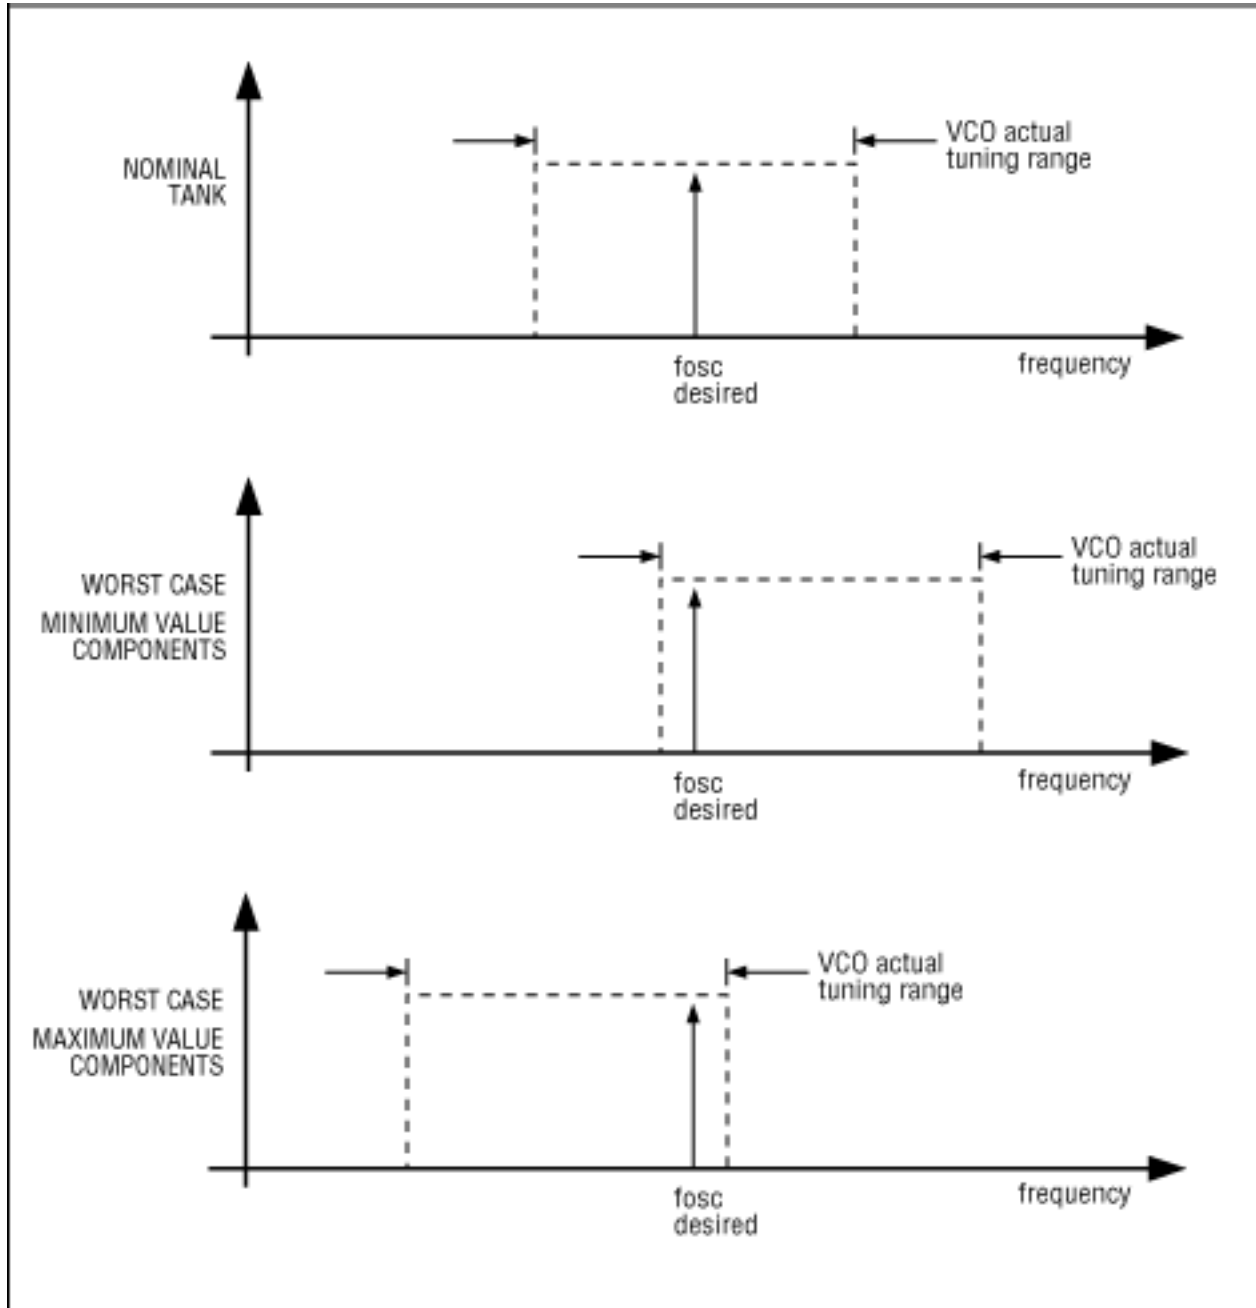 VCO actual
tuning range
NOMINAL
TANK
fosc
desired
frequency
VCO actual
tuning range
WORST CASE
MINIMUM VALUE
COMPONENTS
fosc
desired
frequency
VCO actual
tuning range
WORST CASE
MAXIMUM VALUE
COMPONENTS
fosc
desired
frequency